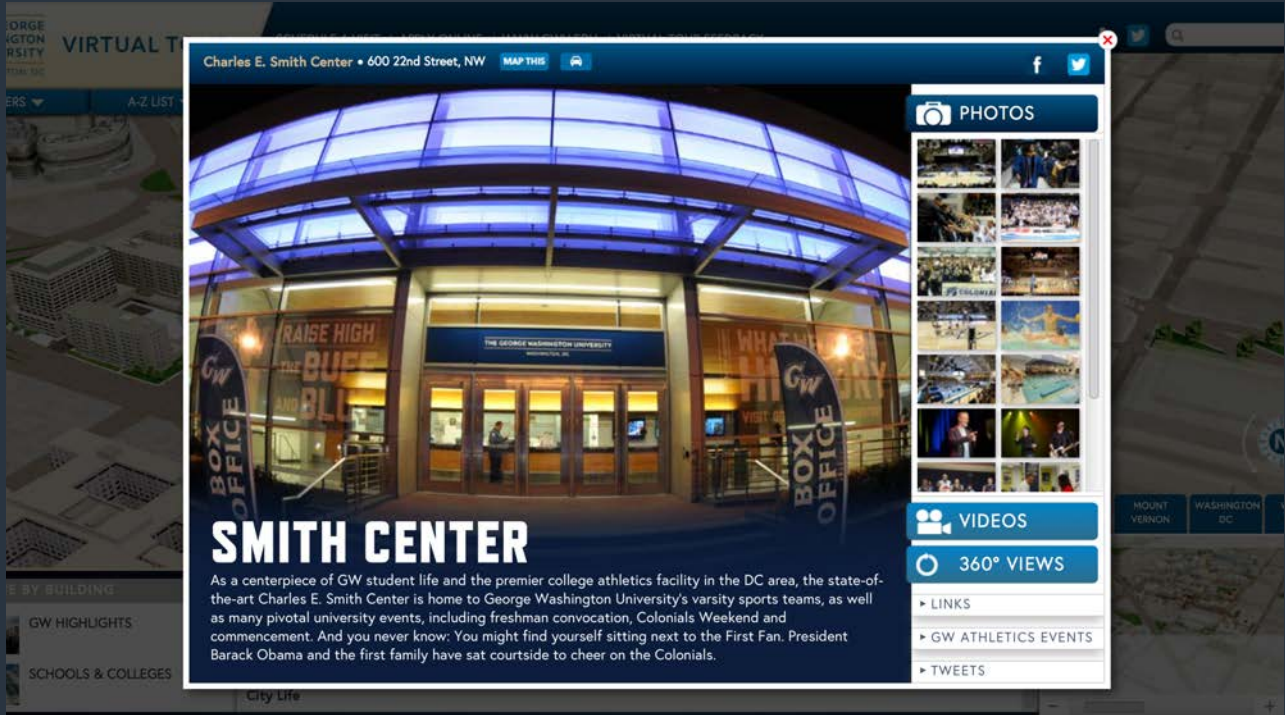 VIRTUAL
ERS
A-Z LIST
Charles E. Smith Center • 600 22nd Street, NW
MAP THIS
PHOTOS
RAISE HIGH
THE BUFF
AND BL
THE GEORGE WASHINGTON UNIVERSITY
WASHINGTON, DC
GW
BOX
OFFICE
GW
BOX
OFFICE
SMITH CENTER
As a centerpiece of GW student life and the premier college athletics facility in the DC area, the state-of-
the-art Charles E. Smith Center is home to George Washington University's varsity sports teams, as well
as many pivotal university events, including freshman convocation, Colonials Weekend and
commencement. And you never know: You might find yourself sitting next to the First Fan. President
Barack Obama and the first family have sat courtside to cheer on the Colonials.
VIDEOS
360° VIEWS
LINKS
GW ATHLETICS EVENTS
TWEETS
MOUNT
VERNON
WASHINGTON
DC
E BY BUILDING
GW HIGHLIGHTS
SCHOOLS & COLLEGES
City Life